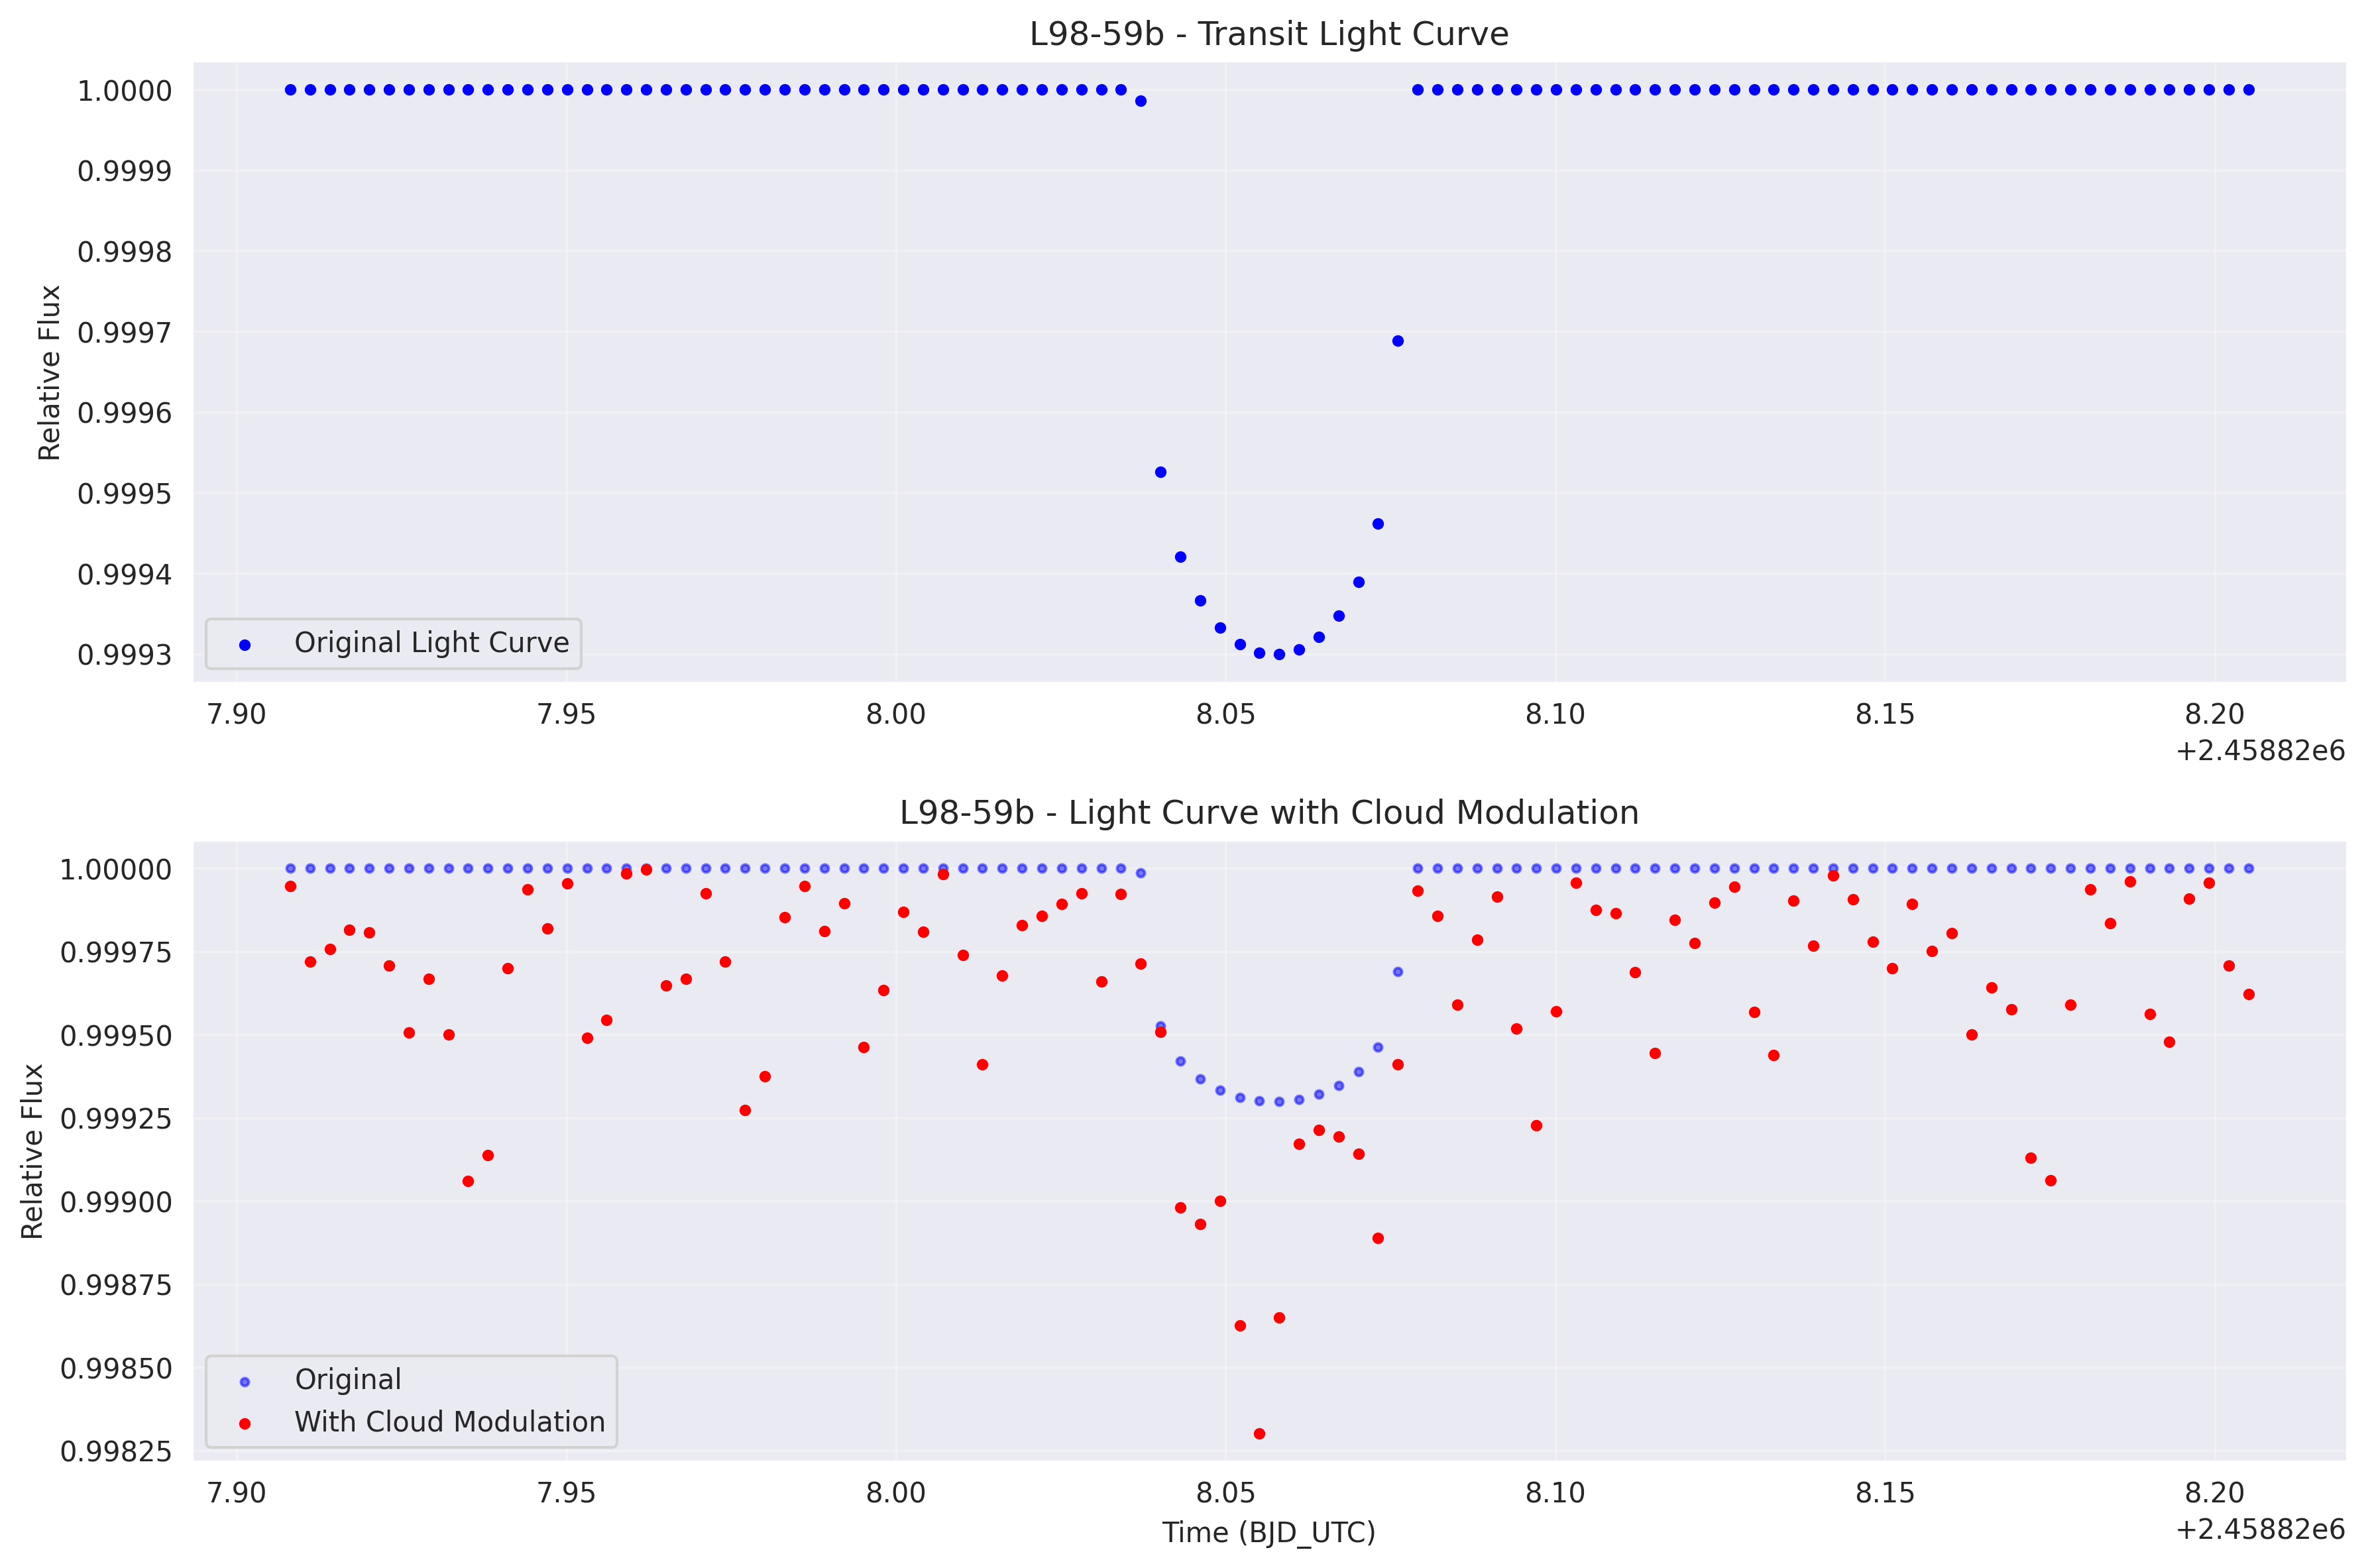 L98-59b - Transit Light Curve
Relative Flux
1.0000
0.9999
0.9998
0.9997
0.9996
0.9995
0.9994
0.9993
Original Light Curve
7.90 7.95 8.00 8.05 8.10 8.15 8.20
+2.45882e6
L98-59b - Light Curve with Cloud Modulation
Relative Flux
1.00000
0.99975
0.99950
0.99925
0.99900
0.99875
0.99850
0.99825
Original
With Cloud Modulation
7.90 7.95 8.00 8.05 8.10 8.15 8.20
Time (BJD_UTC)
+2.45882e6